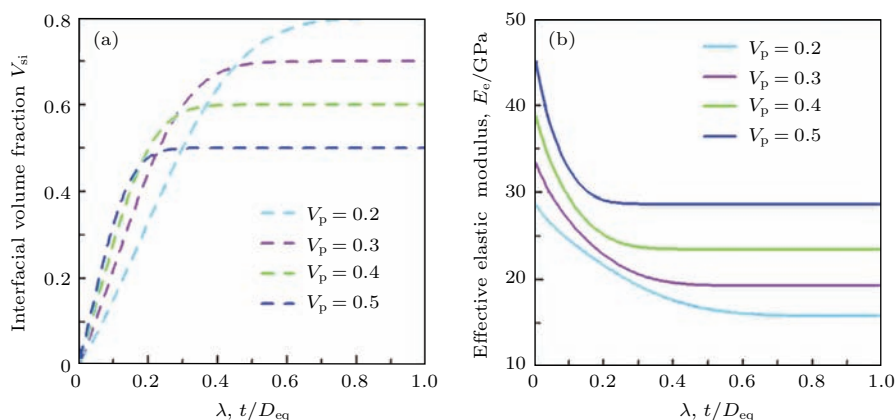 (a)
Interfacial volume fraction Vsi
0.8
0.6
0.4
0.2
0
Vp = 0.2
Vp = 0.3
Vp = 0.4
Vp = 0.5
0.2 0.4 0.6 0.8 1.0
λ, t/Deq
(b)
Effective elastic modulus, Ee/GPa
50
40
30
20
10
Vp = 0.2
Vp = 0.3
Vp = 0.4
Vp = 0.5
0 0.2 0.4 0.6 0.8 1.0
λ, t/Deq